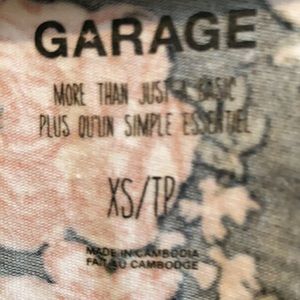 GARAGE
MORE THAN JUST A BASIC
PLUS QU'UN SIMPLE ESSENTIEL
XS/TP
MADE IN CAMBODIA
FAIT AU CAMBODGE